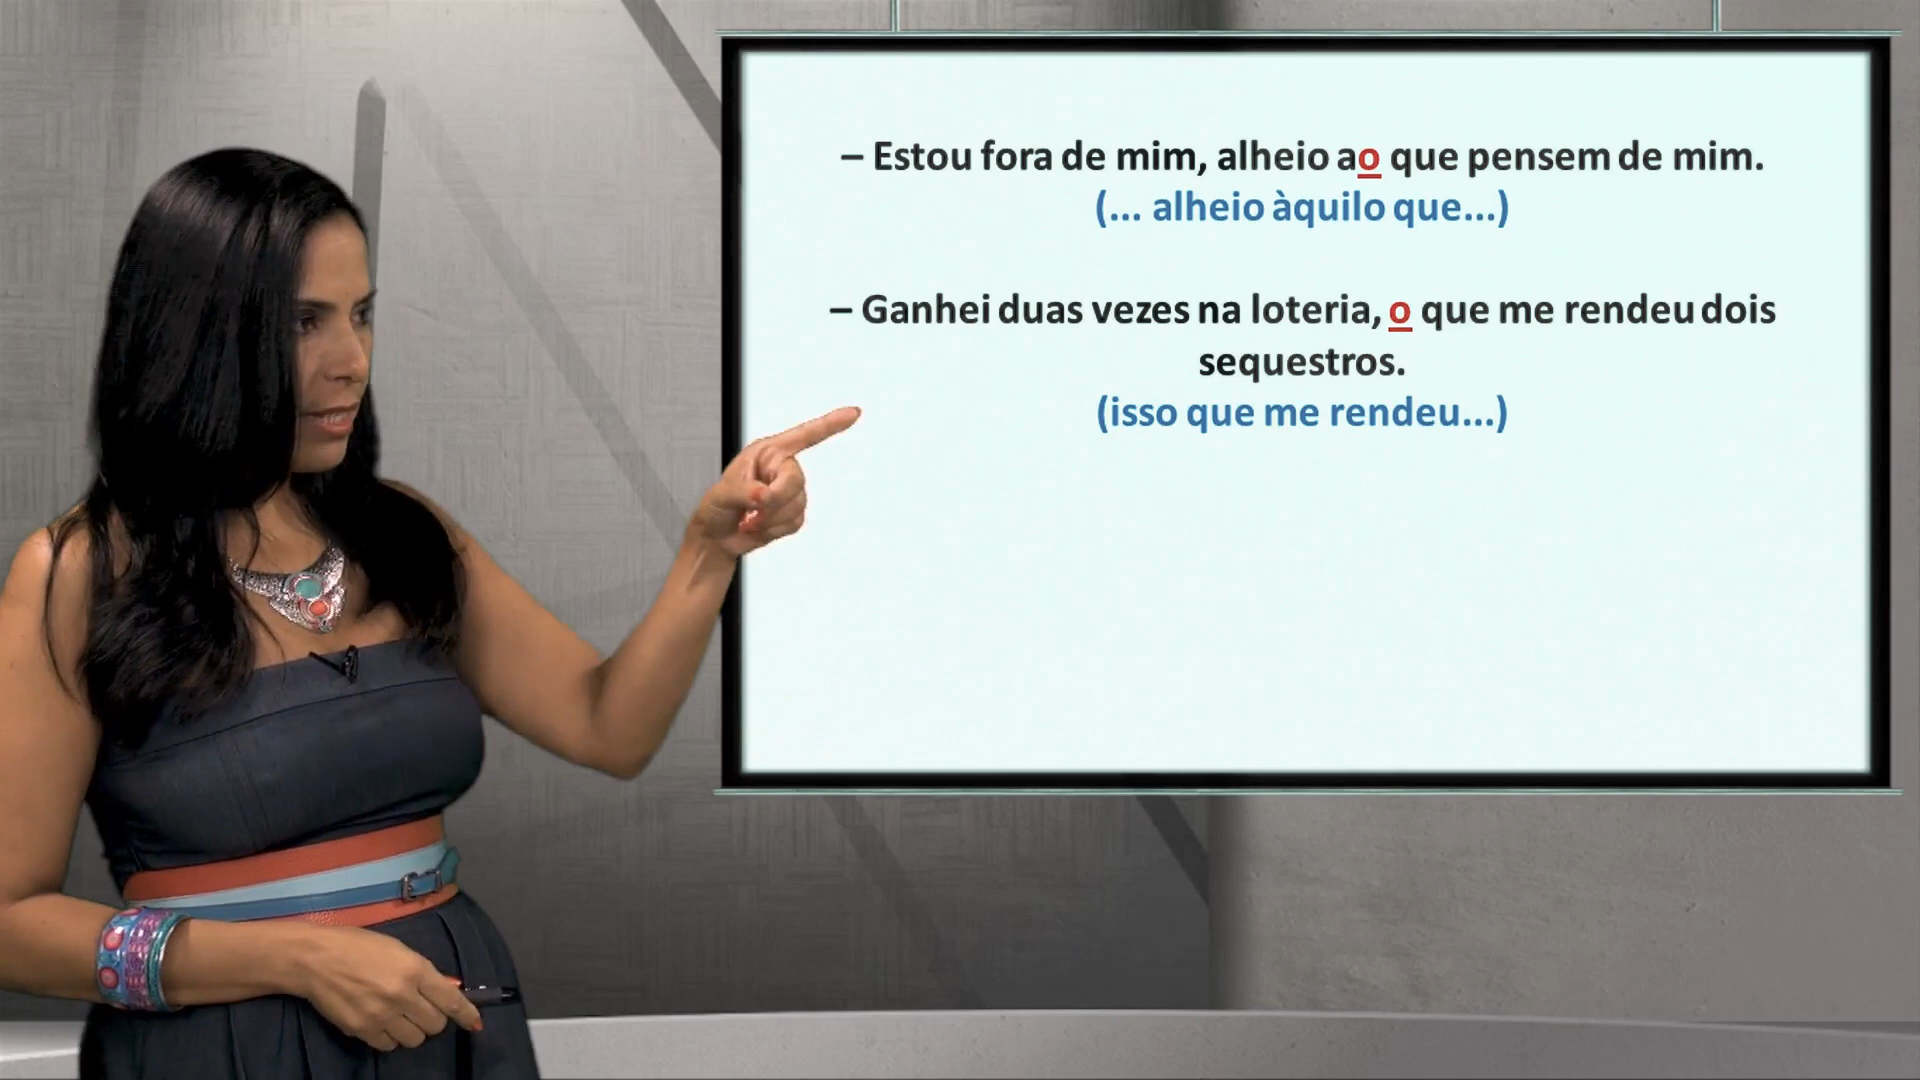 – Estou fora de mim, alheio ao que pensem de mim.
(... alheio àquilo que...)
– Ganhei duas vezes na loteria, o que me rendeu dois
sequestros.
(isso que me rendeu...)